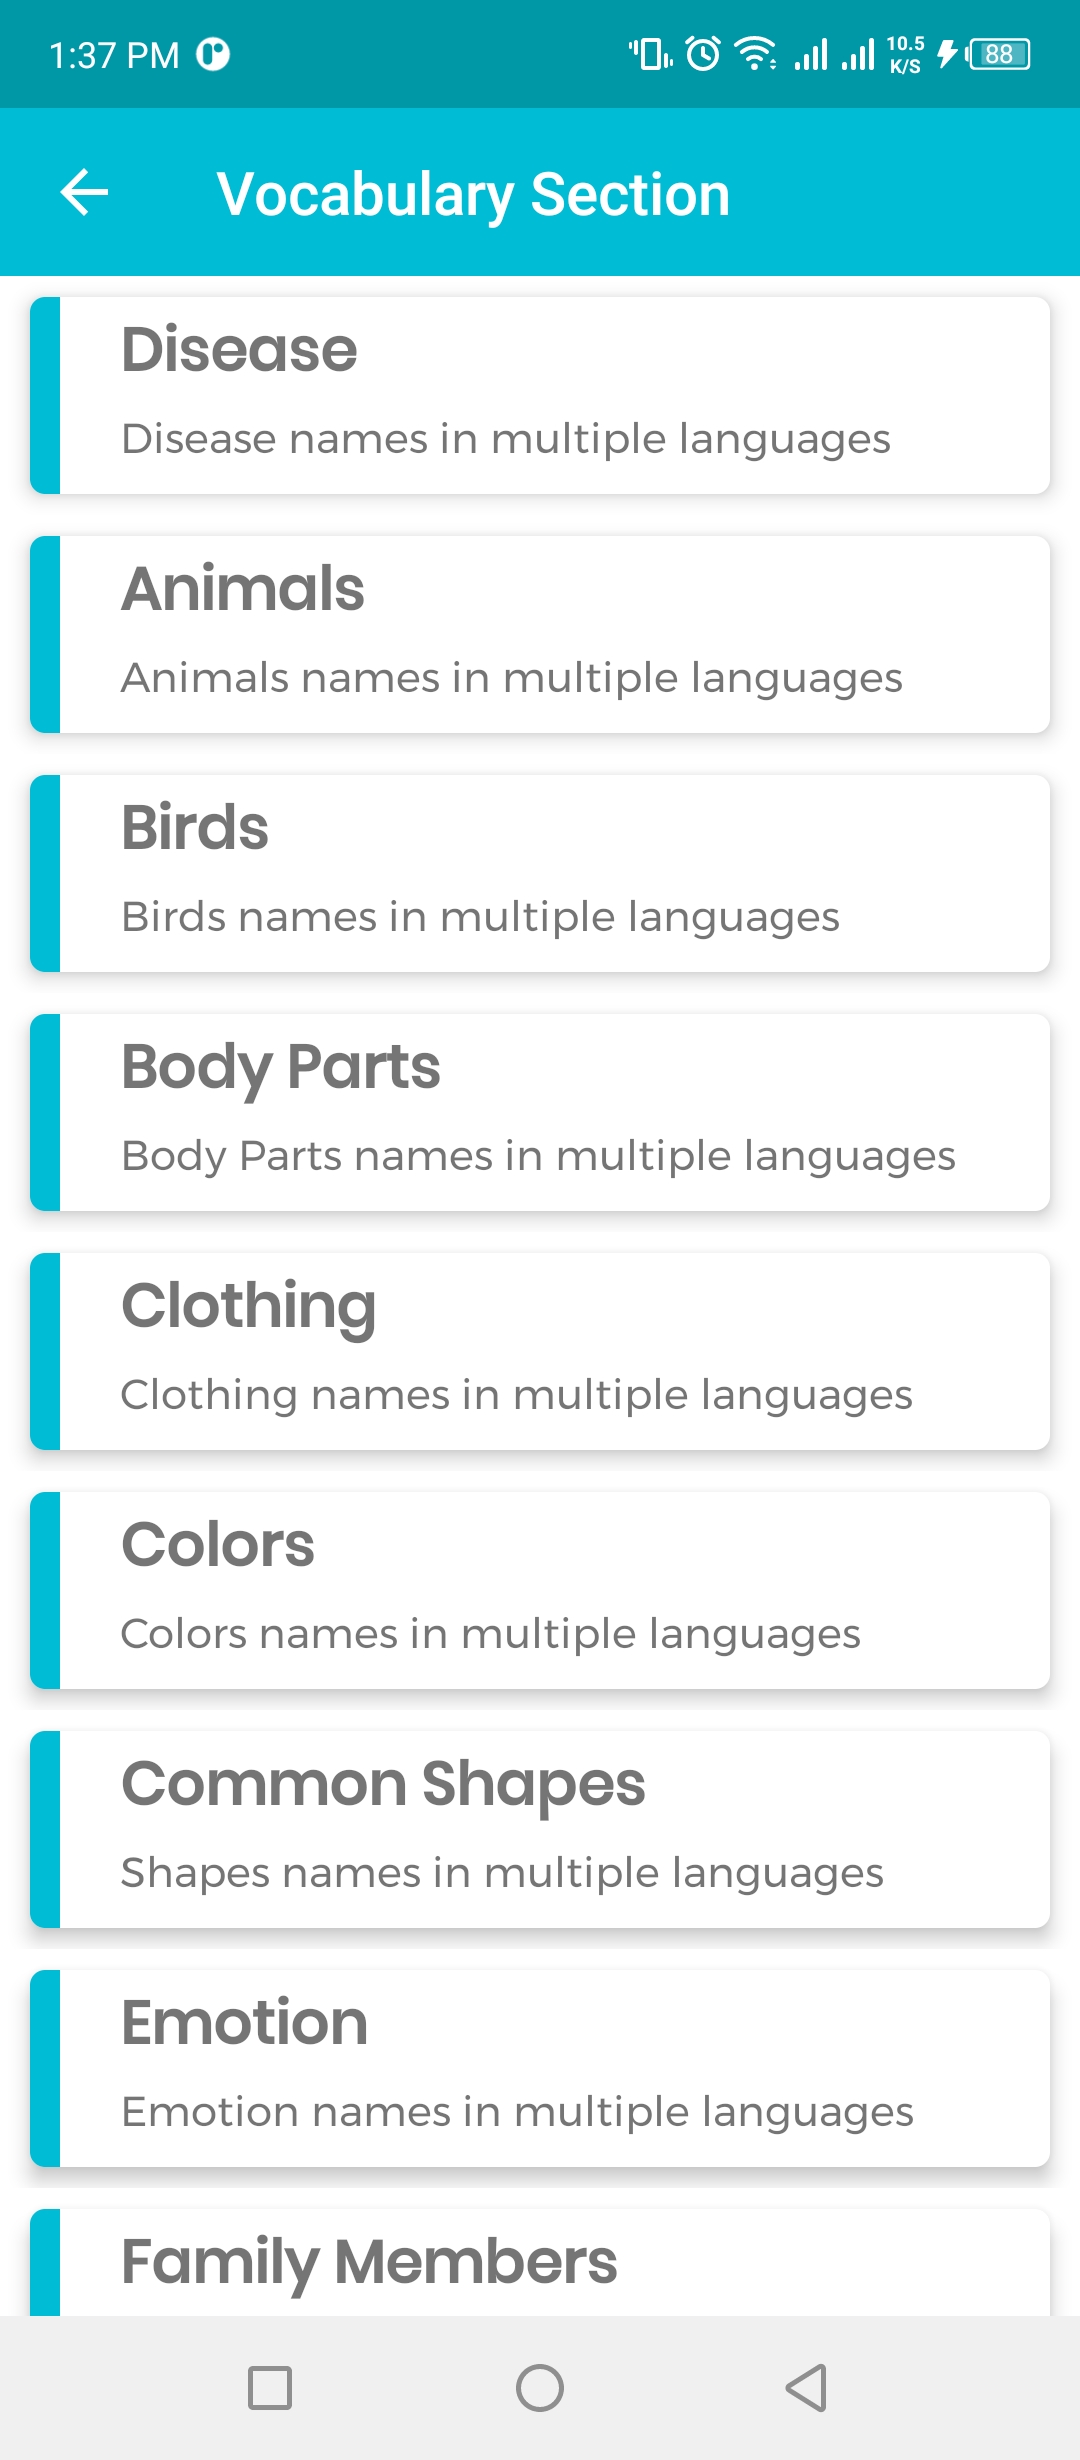 1:37 PM
10.5
K/S
88
Vocabulary Section
Disease
Disease names in multiple languages
Animals
Animals names in multiple languages
Birds
Birds names in multiple languages
Body Parts
Body Parts names in multiple languages
Clothing
Clothing names in multiple languages
Colors
Colors names in multiple languages
Common Shapes
Shapes names in multiple languages
Emotion
Emotion names in multiple languages
Family Members